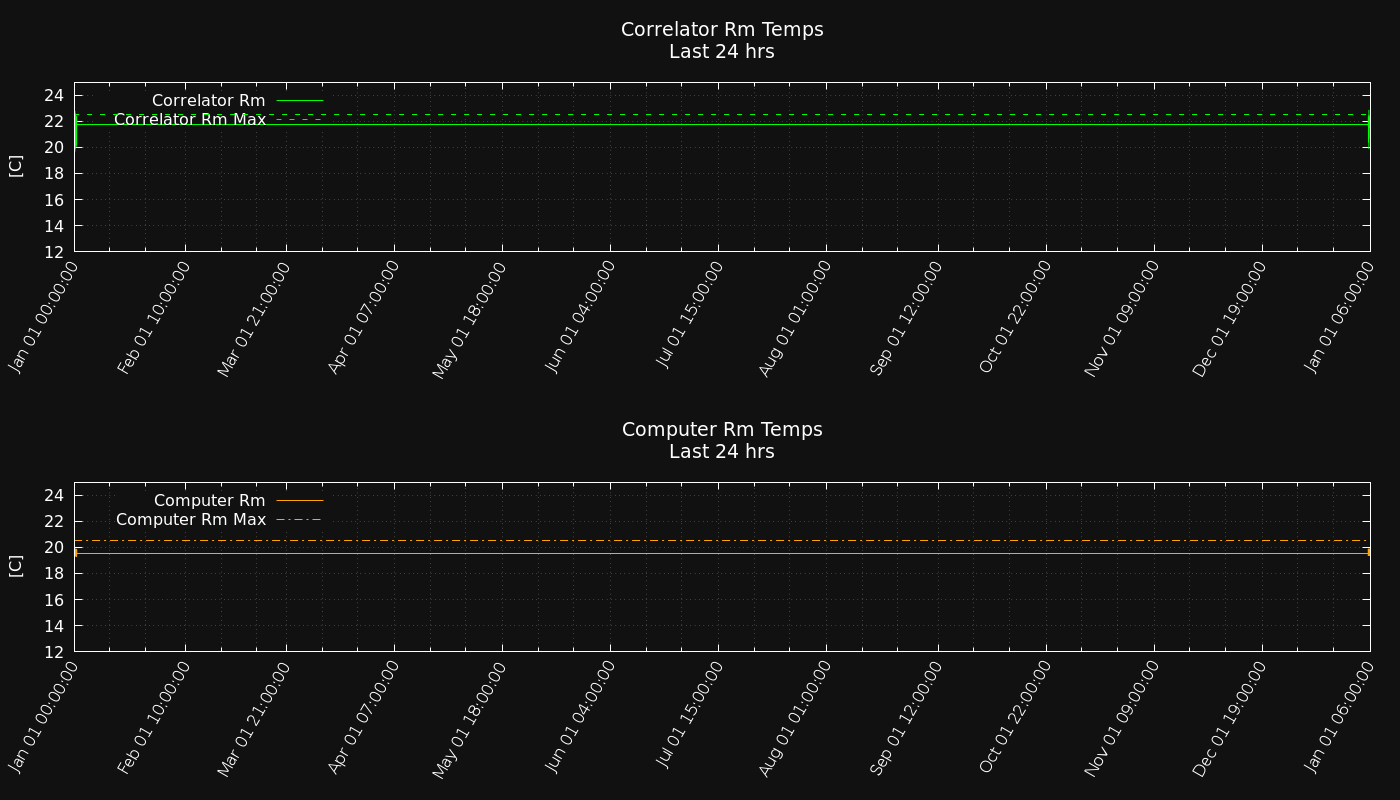 Correlator Rm Temps
Last 24 hrs
Correlator Rm
Correlator Rm Max
[C]
24
22
20
18
16
14
12
Jan 01 00:00:00
Feb 01 10:00:00
Mar 01 21:00:00
Apr 01 07:00:00
May 01 18:00:00
Jun 01 04:00:00
Jul 01 15:00:00
Aug 01 01:00:00
Sep 01 12:00:00
Oct 01 22:00:00
Nov 01 09:00:00
Dec 01 19:00:00
Jan 01 06:00:00
Computer Rm Temps
Last 24 hrs
Computer Rm
Computer Rm Max
[C]
24
22
20
18
16
14
12
Jan 01 00:00:00
Feb 01 10:00:00
Mar 01 21:00:00
Apr 01 07:00:00
May 01 18:00:00
Jun 01 04:00:00
Jul 01 15:00:00
Aug 01 01:00:00
Sep 01 12:00:00
Oct 01 22:00:00
Nov 01 09:00:00
Dec 01 19:00:00
Jan 01 06:00:00